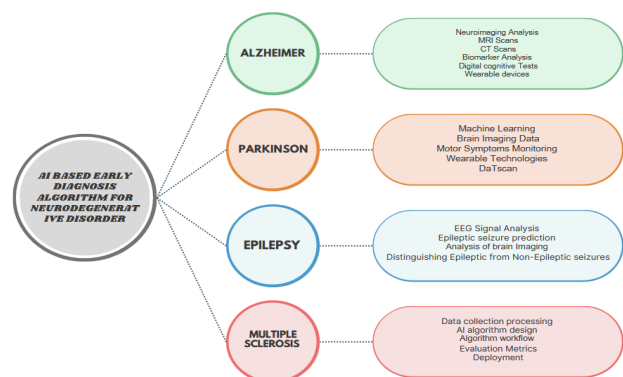 AI BASED EARLY
DIAGNOSIS
ALGORITHM FOR
NEURODEGENERAT
IVE DISORDER
ALZHEIMER
Neuroimaging Analysis
MRI Scans
CT Scans
Biomarker Analysis
Digital cognitive Tests
Wearable devices
PARKINSON
Machine Learning
Brain Imaging Data
Motor Symptoms Monitoring
Wearable Technologies
DaTscan
EPILEPSY
EEG Signal Analysis
Epileptic seizure prediction
Analysis of brain Imaging
Distinguishing Epileptic from Non-Epileptic seizures
MULTIPLE
SCLEROSIS
Data collection processing
AI algorithm design
Algorithm workflow
Evaluation Metrics
Deployment